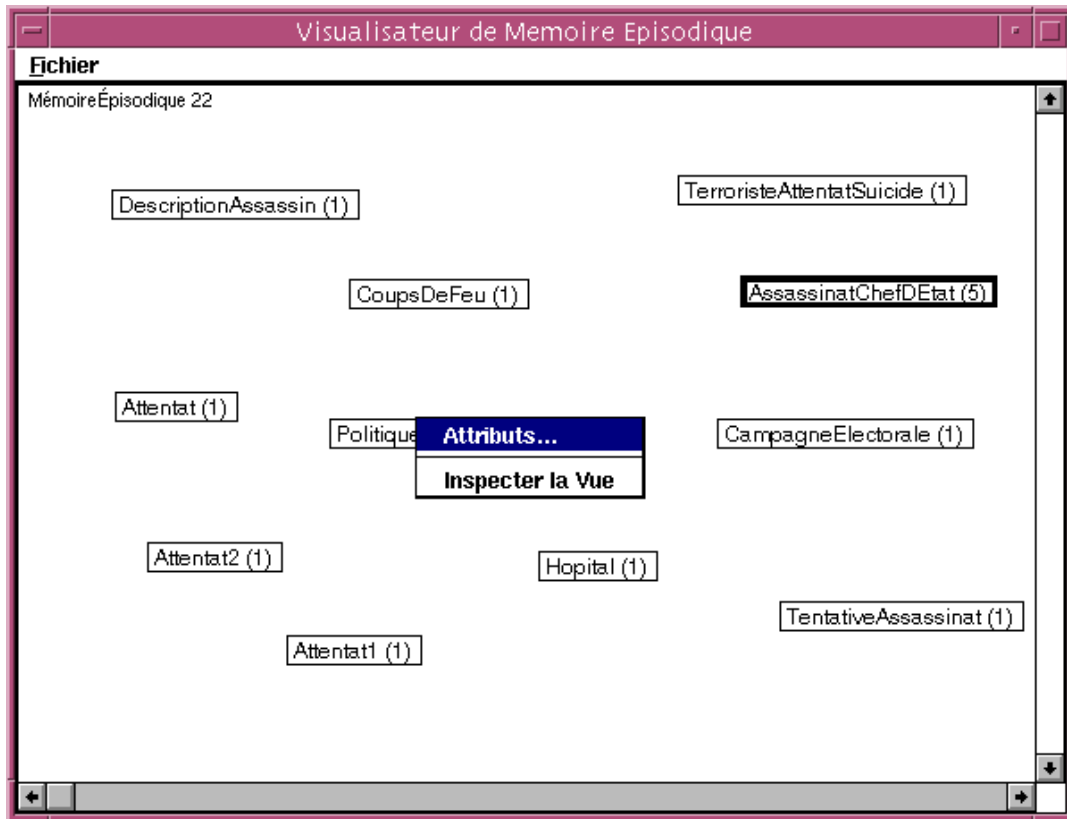 Visualisateur de Memoire Episodique
Fichier
MémoireÉpisodique 22
TerroristeAttentatSuicide (1)
DescriptionAssassin (1)
CoupsDeFeu (1)
AssassinatChefDEtat (5)
Attentat (1)
Politique
Attributs...
CampagneElectorale (1)
Inspecter la Vue
Attentat2 (1)
Hopital (1)
TentativeAssassinat (1)
Attentat1 (1)